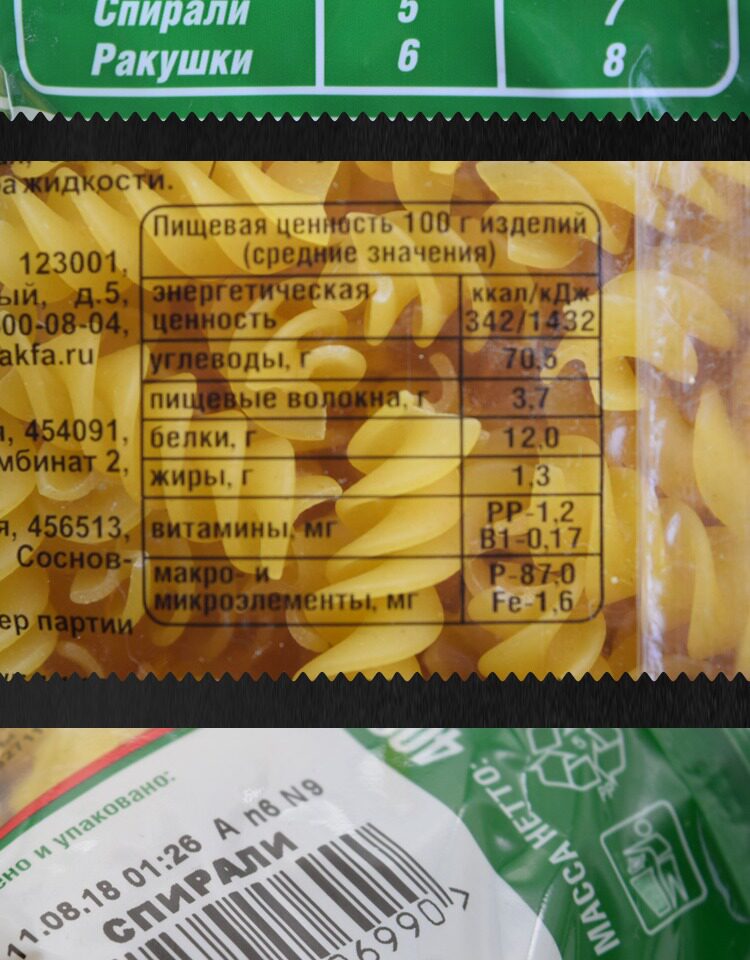 Спирали 5 7
Ракушки 6 8
жидкости.
Пищевая ценность 100 г изделий
(средние значения)
123001,
ый, д.5,
00-08-04,
akfa.ru
энергетическая ккал/кДж
ценность 342/1432
углеводы, г 70,5
пищевые волокна, г 3,7
я, 454091,
мбинат 2,
белки, г 12,0
жиры, г 1,3
я, 456513,
Соснов-
витамины, мг PP-1,2
B1-0,17
ер партии
макро- и P-87,0
микроэлементы, мг Fe-1,6
ено и упаковано:
11.08.18 01:26 А п6 N9
СПИРАЛИ
6990 >
МАССА НЕТТО: